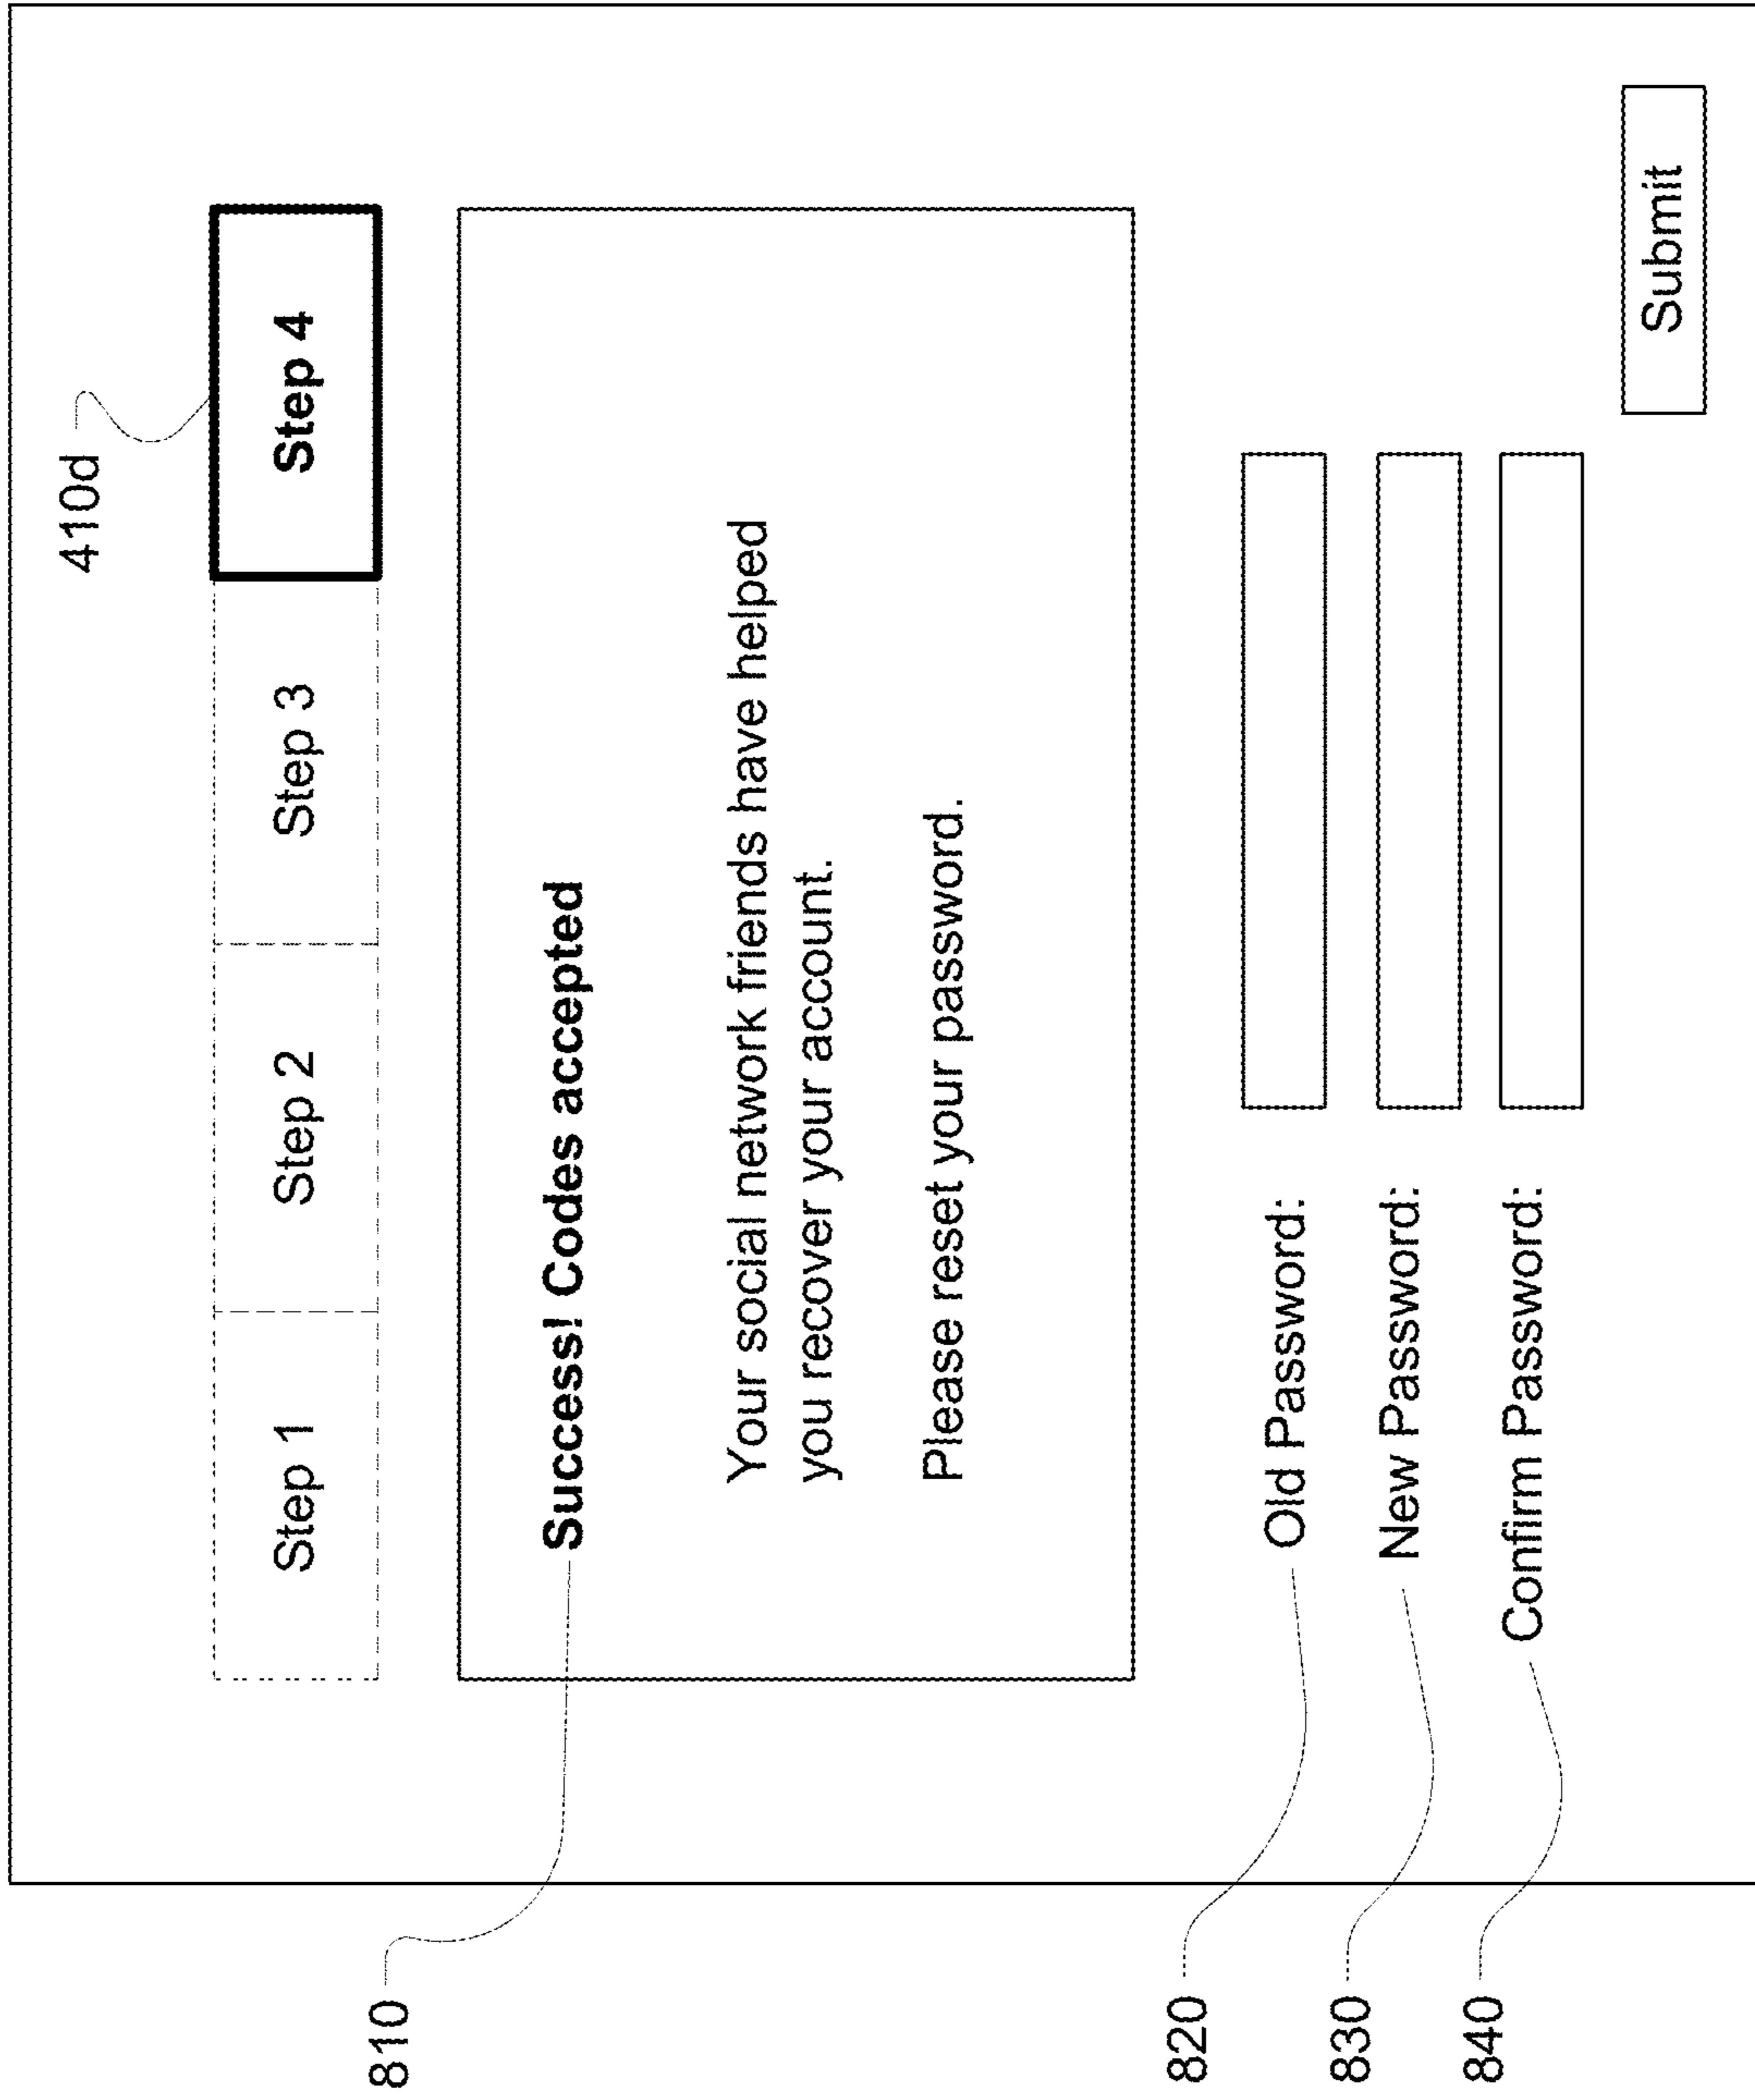 410d
Step 1 Step 2 Step 3 Step 4
810
Success! Codes accepted
Your social network friends have helped
you recover your account.
Please reset your password.
820 Old Password:
830 New Password:
840 Confirm Password:
Submit